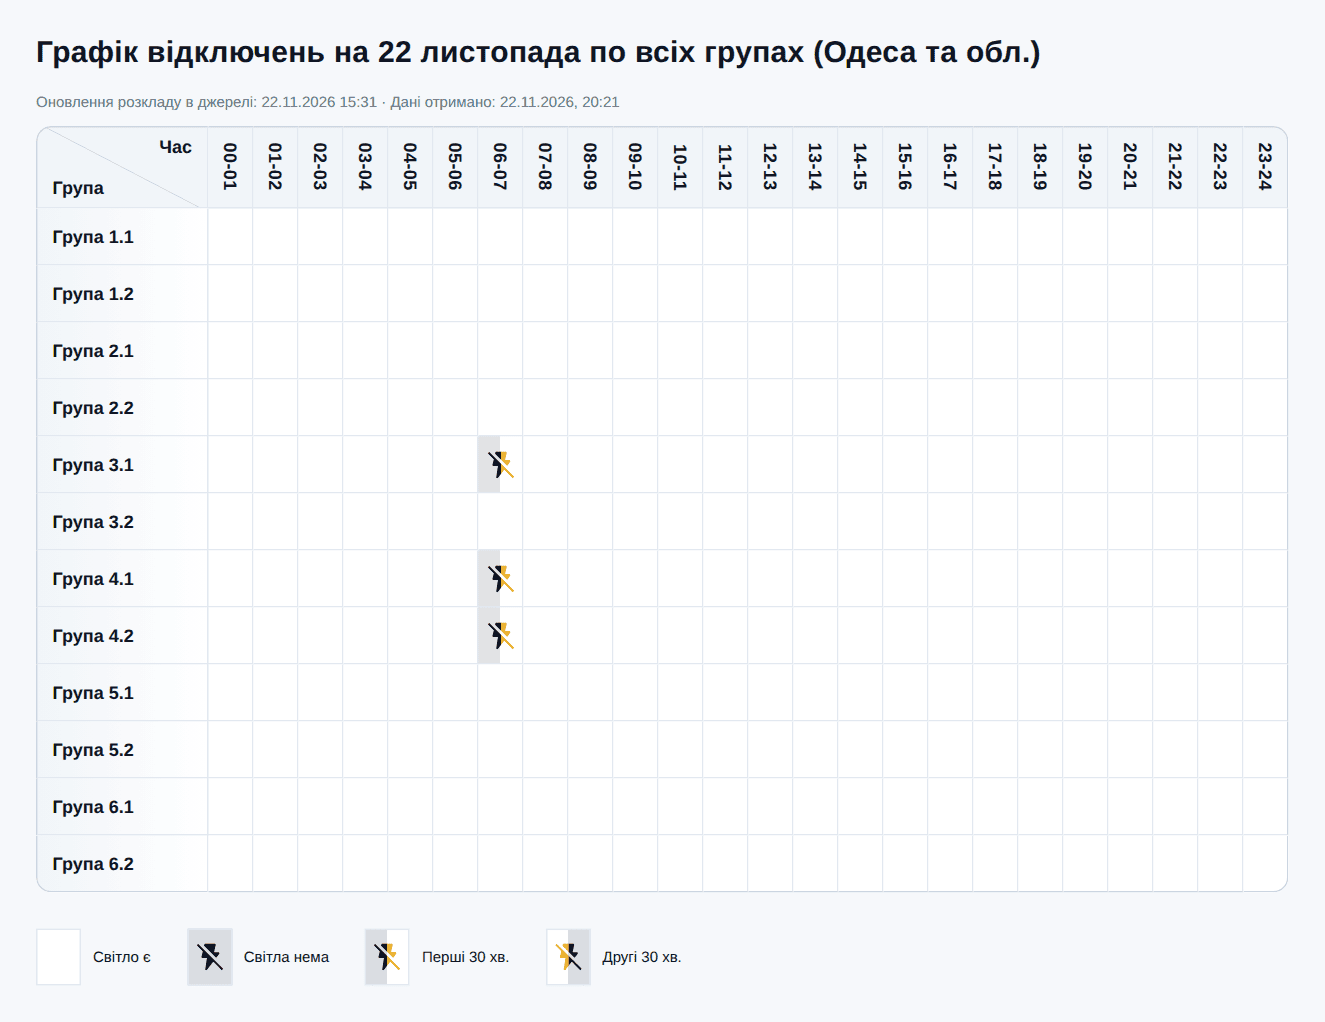 Графік відключень на 22 листопада по всіх групах (Одеса та обл.)
Оновлення розкладу в джерелі: 22.11.2026 15:31 · Дані отримано: 22.11.2026, 20:21
Час
Група
00-01 01-02 02-03 03-04 04-05 05-06 06-07 07-08 08-09 09-10 10-11 11-12 12-13 13-14 14-15 15-16 16-17 17-18 18-19 19-20 20-21 21-22 22-23 23-24
Група 1.1
Група 1.2
Група 2.1
Група 2.2
Група 3.1
Група 3.2
Група 4.1
Група 4.2
Група 5.1
Група 5.2
Група 6.1
Група 6.2
Світло є Світла нема Перші 30 хв. Другі 30 хв.